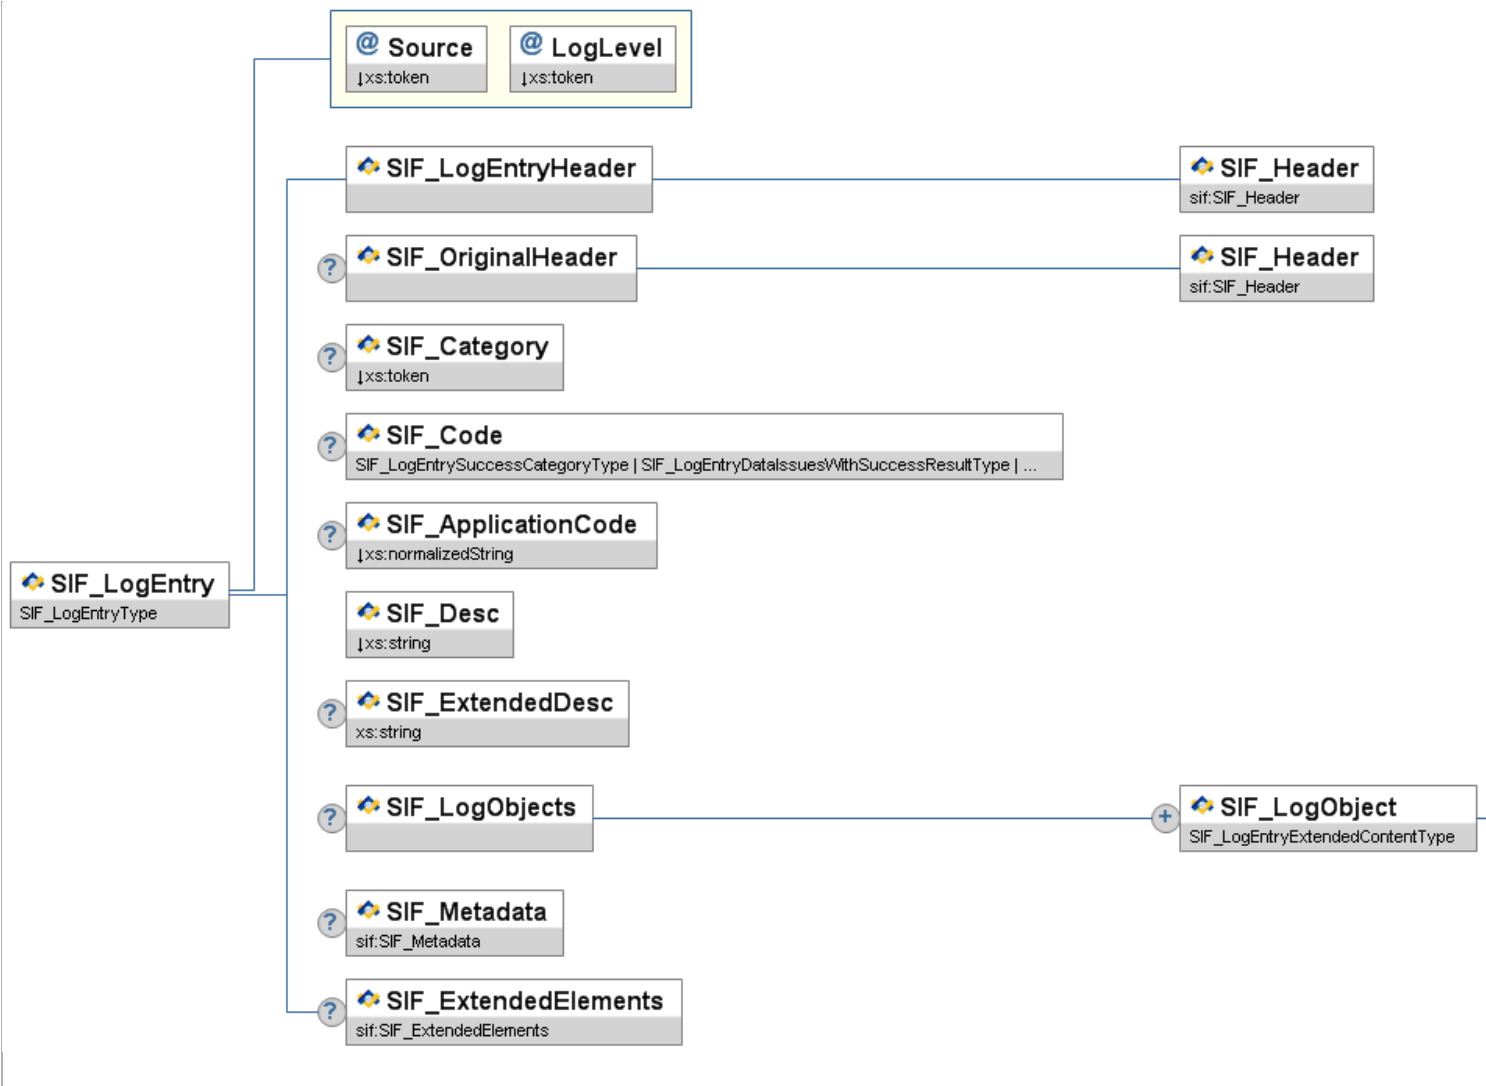 @ Source
↓xs:token
@ LogLevel
↓xs:token
SIF_LogEntryHeader
SIF_Header
sif:SIF_Header
? SIF_OriginalHeader
SIF_Header
sif:SIF_Header
? SIF_Category
↓xs:token
? SIF_Code
SIF_LogEntrySuccessCategoryType | SIF_LogEntryDataIssuesWithSuccessResultType | ...
? SIF_ApplicationCode
↓xs:normalizedString
SIF_LogEntry
SIF_LogEntryType
SIF_Desc
↓xs:string
? SIF_ExtendedDesc
xs:string
? SIF_LogObjects
+ SIF_LogObject
SIF_LogEntryExtendedContentType
? SIF_Metadata
sif:SIF_Metadata
? SIF_ExtendedElements
sif:SIF_ExtendedElements